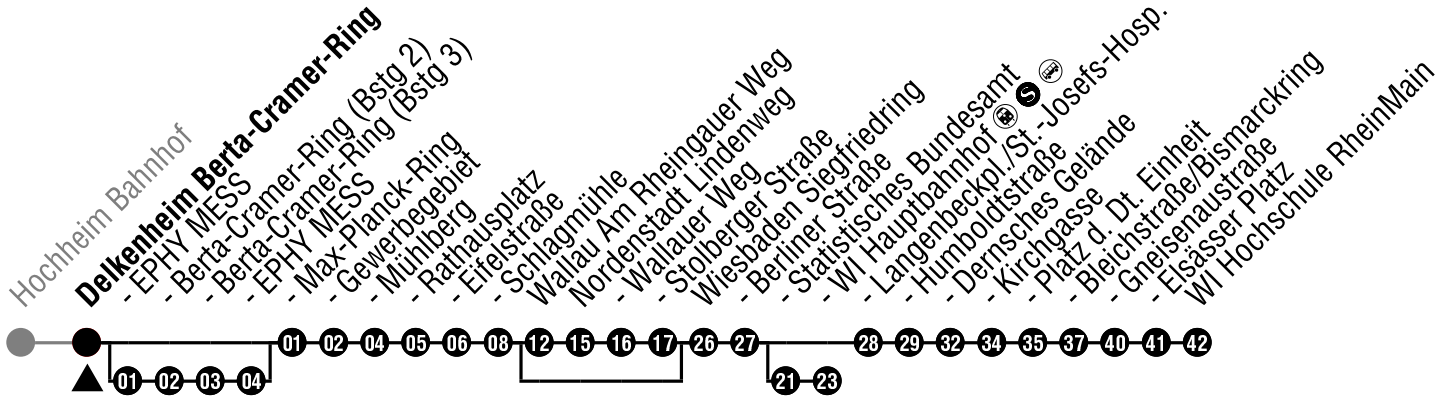 Hochheim Bahnhof
Delkenheim Berta-Cramer-Ring
- EPHY MESS
- Berta-Cramer-Ring (Bstg 2)
- Berta-Cramer-Ring (Bstg 3)
- EPHY MESS
- Max-Planck-Ring
- Gewerbegebiet
- Mühlberg
- Rathausplatz
- Eifelstraße
- Schlagmühle
Wallau Am Rheingauer Weg
Nordenstadt Lindenweg
- Wallauer Weg
- Stolberger Straße
Wiesbaden Siegfriedring
- Berliner Straße
- Statistisches Bundesamt
- WI Hauptbahnhof S
- Langenbeckpl./St.-Josefs-Hosp.
- Humboldtstraße
- Dernsches Gelände
- Kirchgasse
- Platz d. Dt. Einheit
- Bleichstraße/Bismarckring
- Gneisenaustraße
- Elsässer Platz
WI Hochschule RheinMain
01 02 04 05 06 08 12 15 16 17 26 27 28 29 32 34 35 37 40 41 42
01 02 03 04 21 23